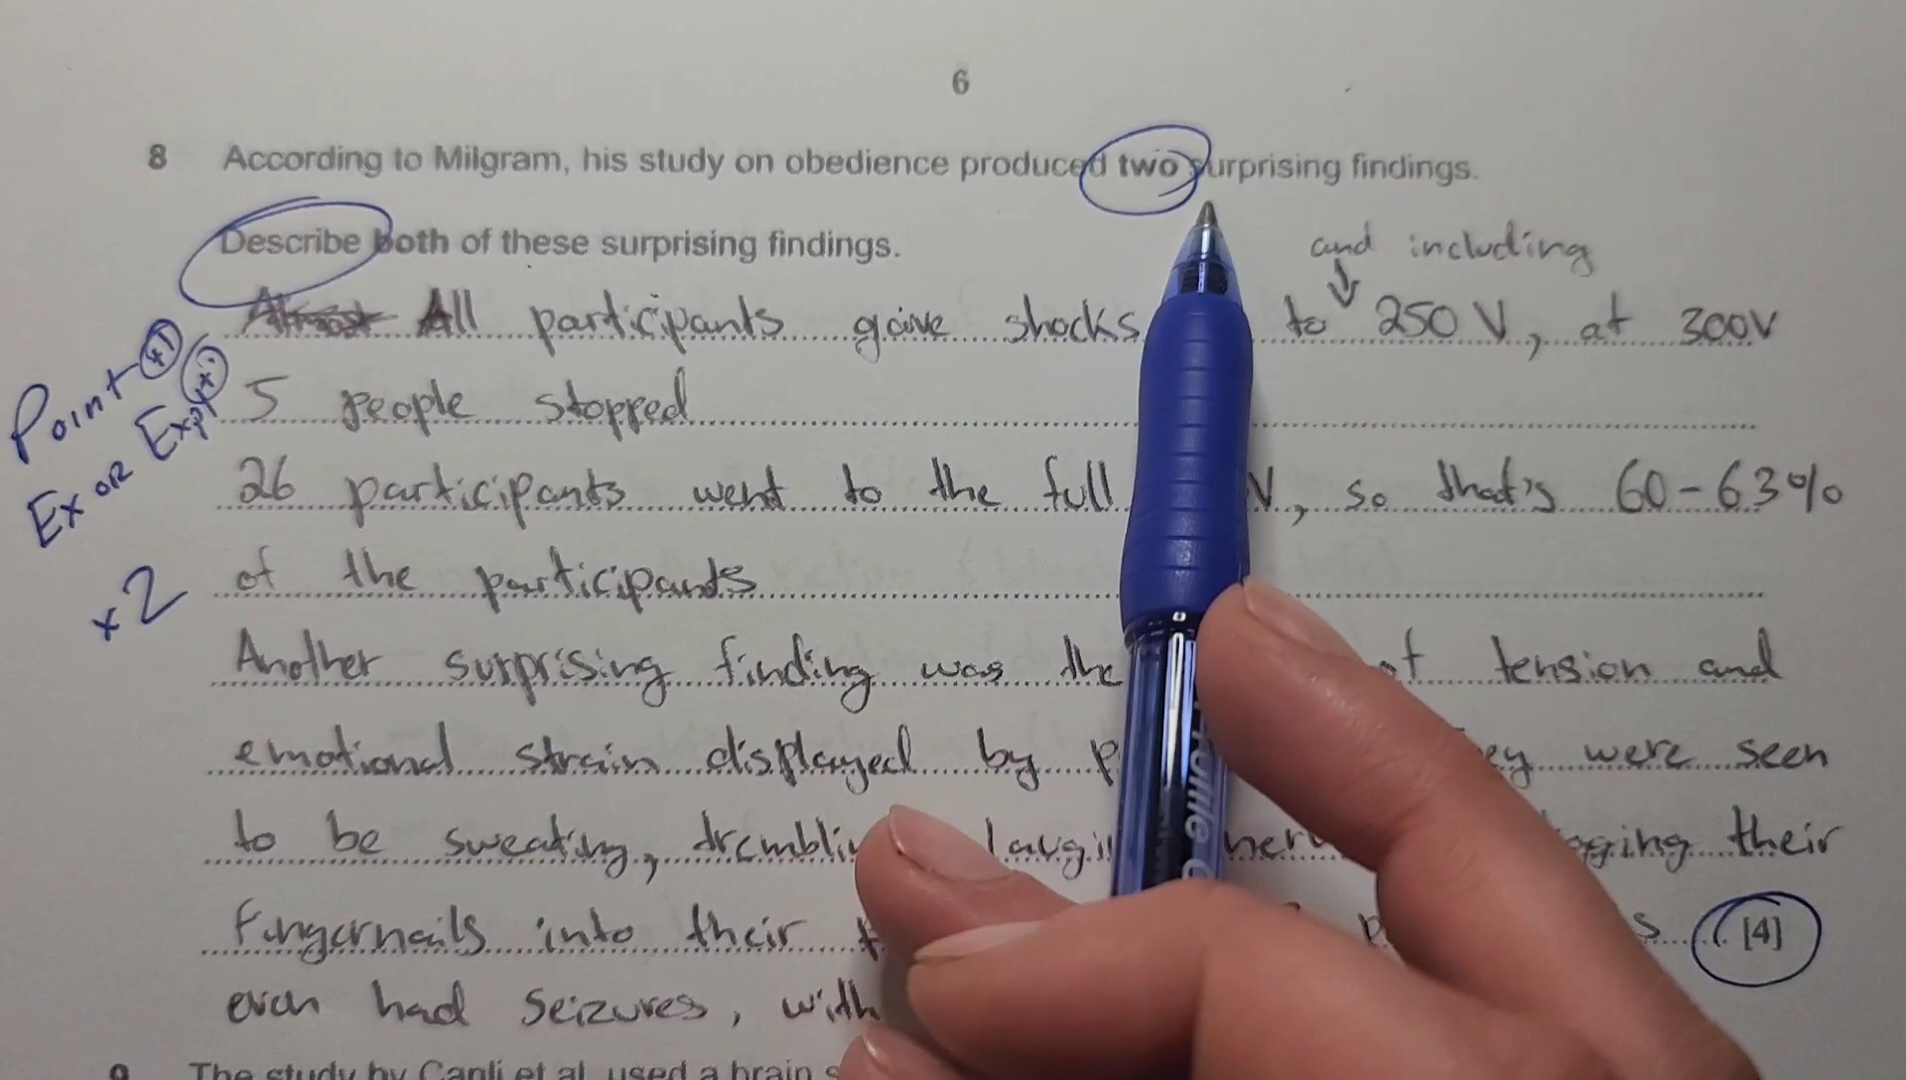 6
8 According to Milgram, his study on obedience produced two surprising findings.
Describe both of these surprising findings.
and including
All participants gave shocks to 250 V, at 300V
Point +1
5 people stopped
Ex OR Expl +1
26 participants went to the full V, so that's 60-63%
of the participants
x2
Another surprising finding was the of tension and
emotional strain displayed by were seen
to be sweating, their
fingernails into their [4]
even had seizures, with
9 The study by Canli et al. used a brain